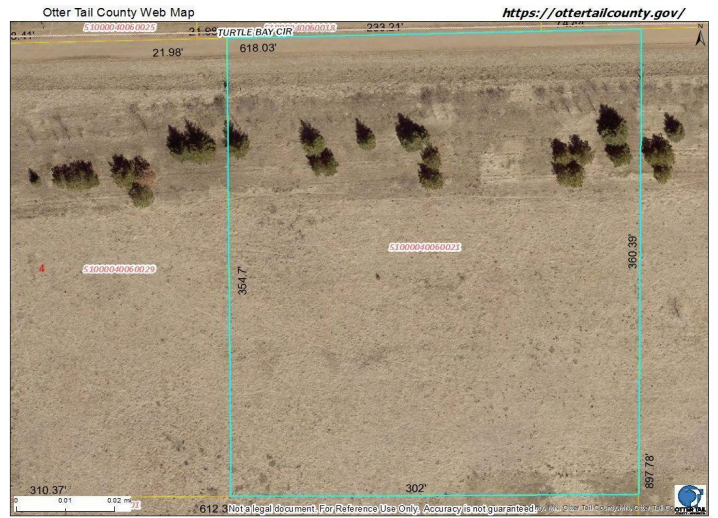 Otter Tail County Web Map
https://ottertailcounty.gov/
51000040060025
233.21'
TURTLE BAY CIR
N
21.98'
618.03'
51000040060021
4
51000040060029
360.39'
354.7'
897.78'
310.37'
302'
0
0.01
0.02 mi
612.3
Not a legal document. For Reference Use Only. Accuracy is not guaranteed.
OTTER TAIL